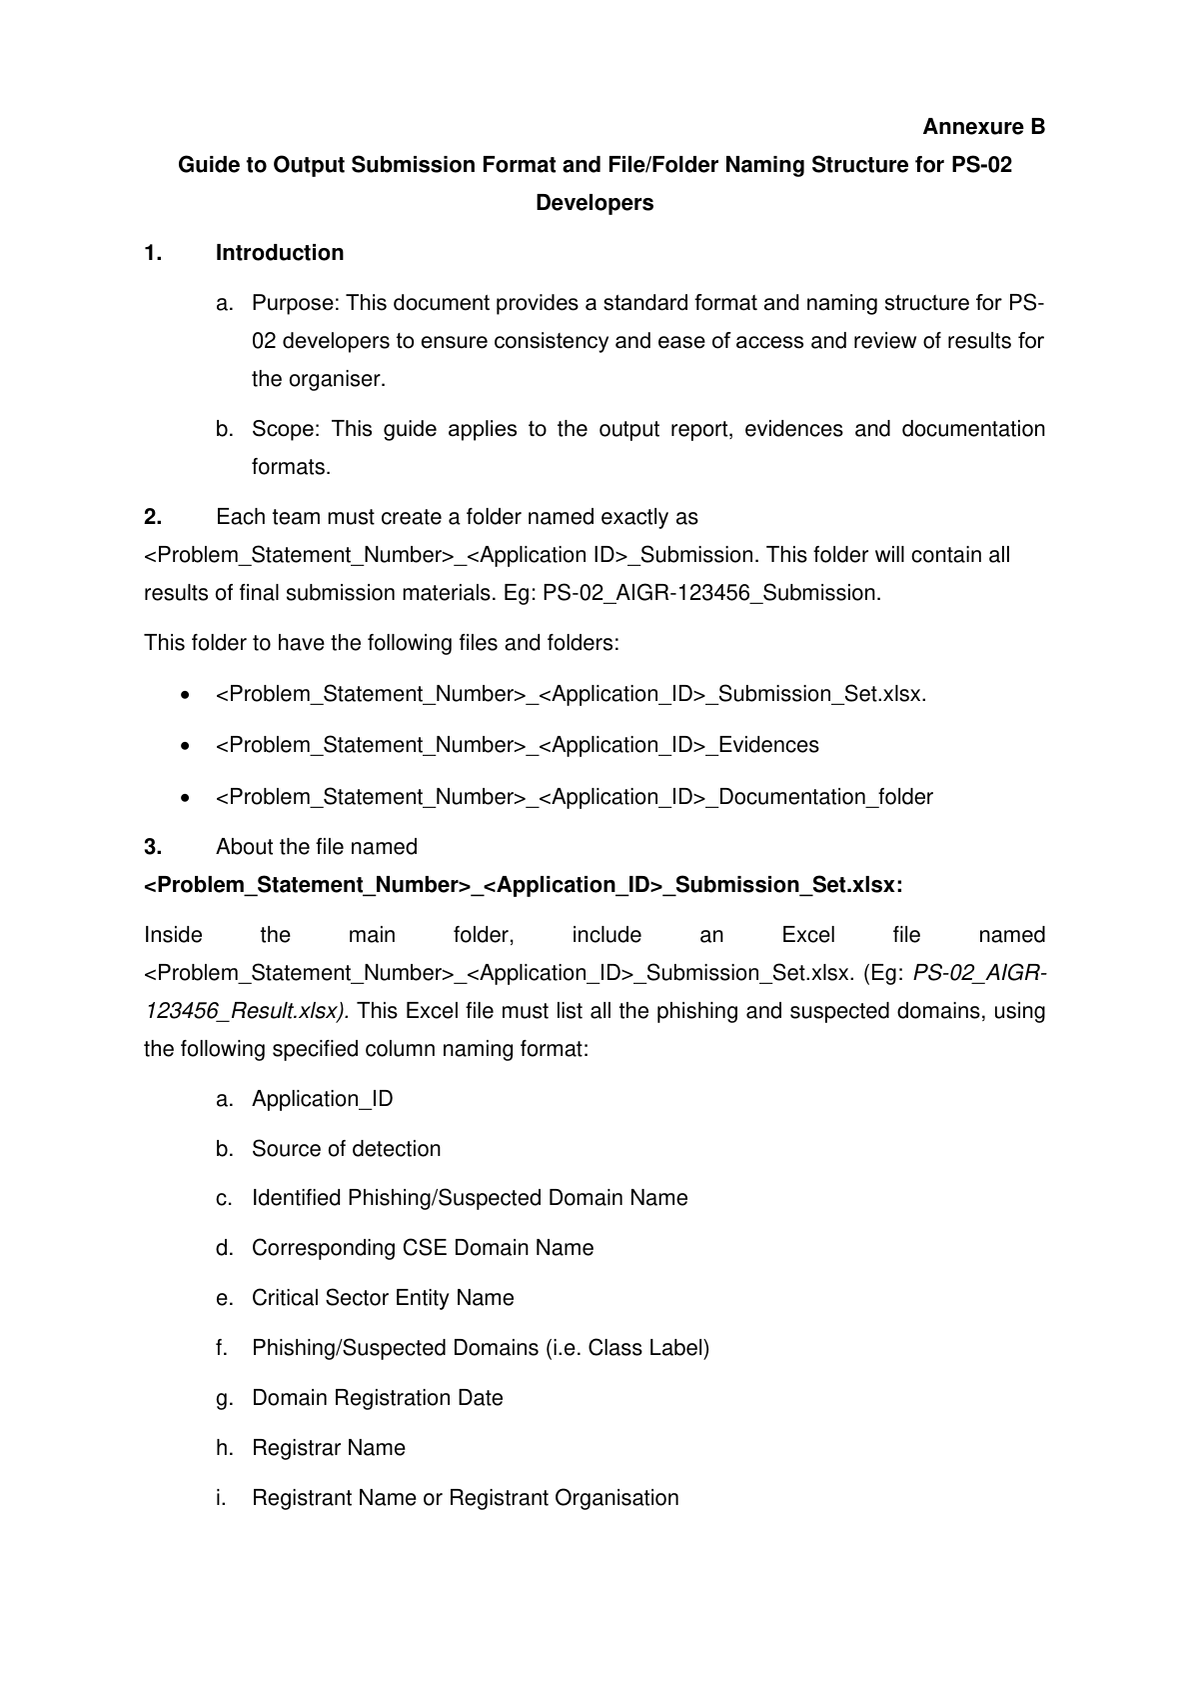 Annexure B
Guide to Output Submission Format and File/Folder Naming Structure for PS-02
Developers
1. Introduction
a. Purpose: This document provides a standard format and naming structure for PS-
02 developers to ensure consistency and ease of access and review of results for
the organiser.
b. Scope: This guide applies to the output report, evidences and documentation
formats.
2. Each team must create a folder named exactly as
<Problem_Statement_Number>_<Application ID>_Submission. This folder will contain all
results of final submission materials. Eg: PS-02_AIGR-123456_Submission.
This folder to have the following files and folders:
• <Problem_Statement_Number>_<Application_ID>_Submission_Set.xlsx.
• <Problem_Statement_Number>_<Application_ID>_Evidences
• <Problem_Statement_Number>_<Application_ID>_Documentation_folder
3. About the file named
<Problem_Statement_Number>_<Application_ID>_Submission_Set.xlsx:
Inside the main folder, include an Excel file named
<Problem_Statement_Number>_<Application_ID>_Submission_Set.xlsx. (Eg: PS-02_AIGR-
123456_Result.xlsx). This Excel file must list all the phishing and suspected domains, using
the following specified column naming format:
a. Application_ID
b. Source of detection
c. Identified Phishing/Suspected Domain Name
d. Corresponding CSE Domain Name
e. Critical Sector Entity Name
f. Phishing/Suspected Domains (i.e. Class Label)
g. Domain Registration Date
h. Registrar Name
i. Registrant Name or Registrant Organisation